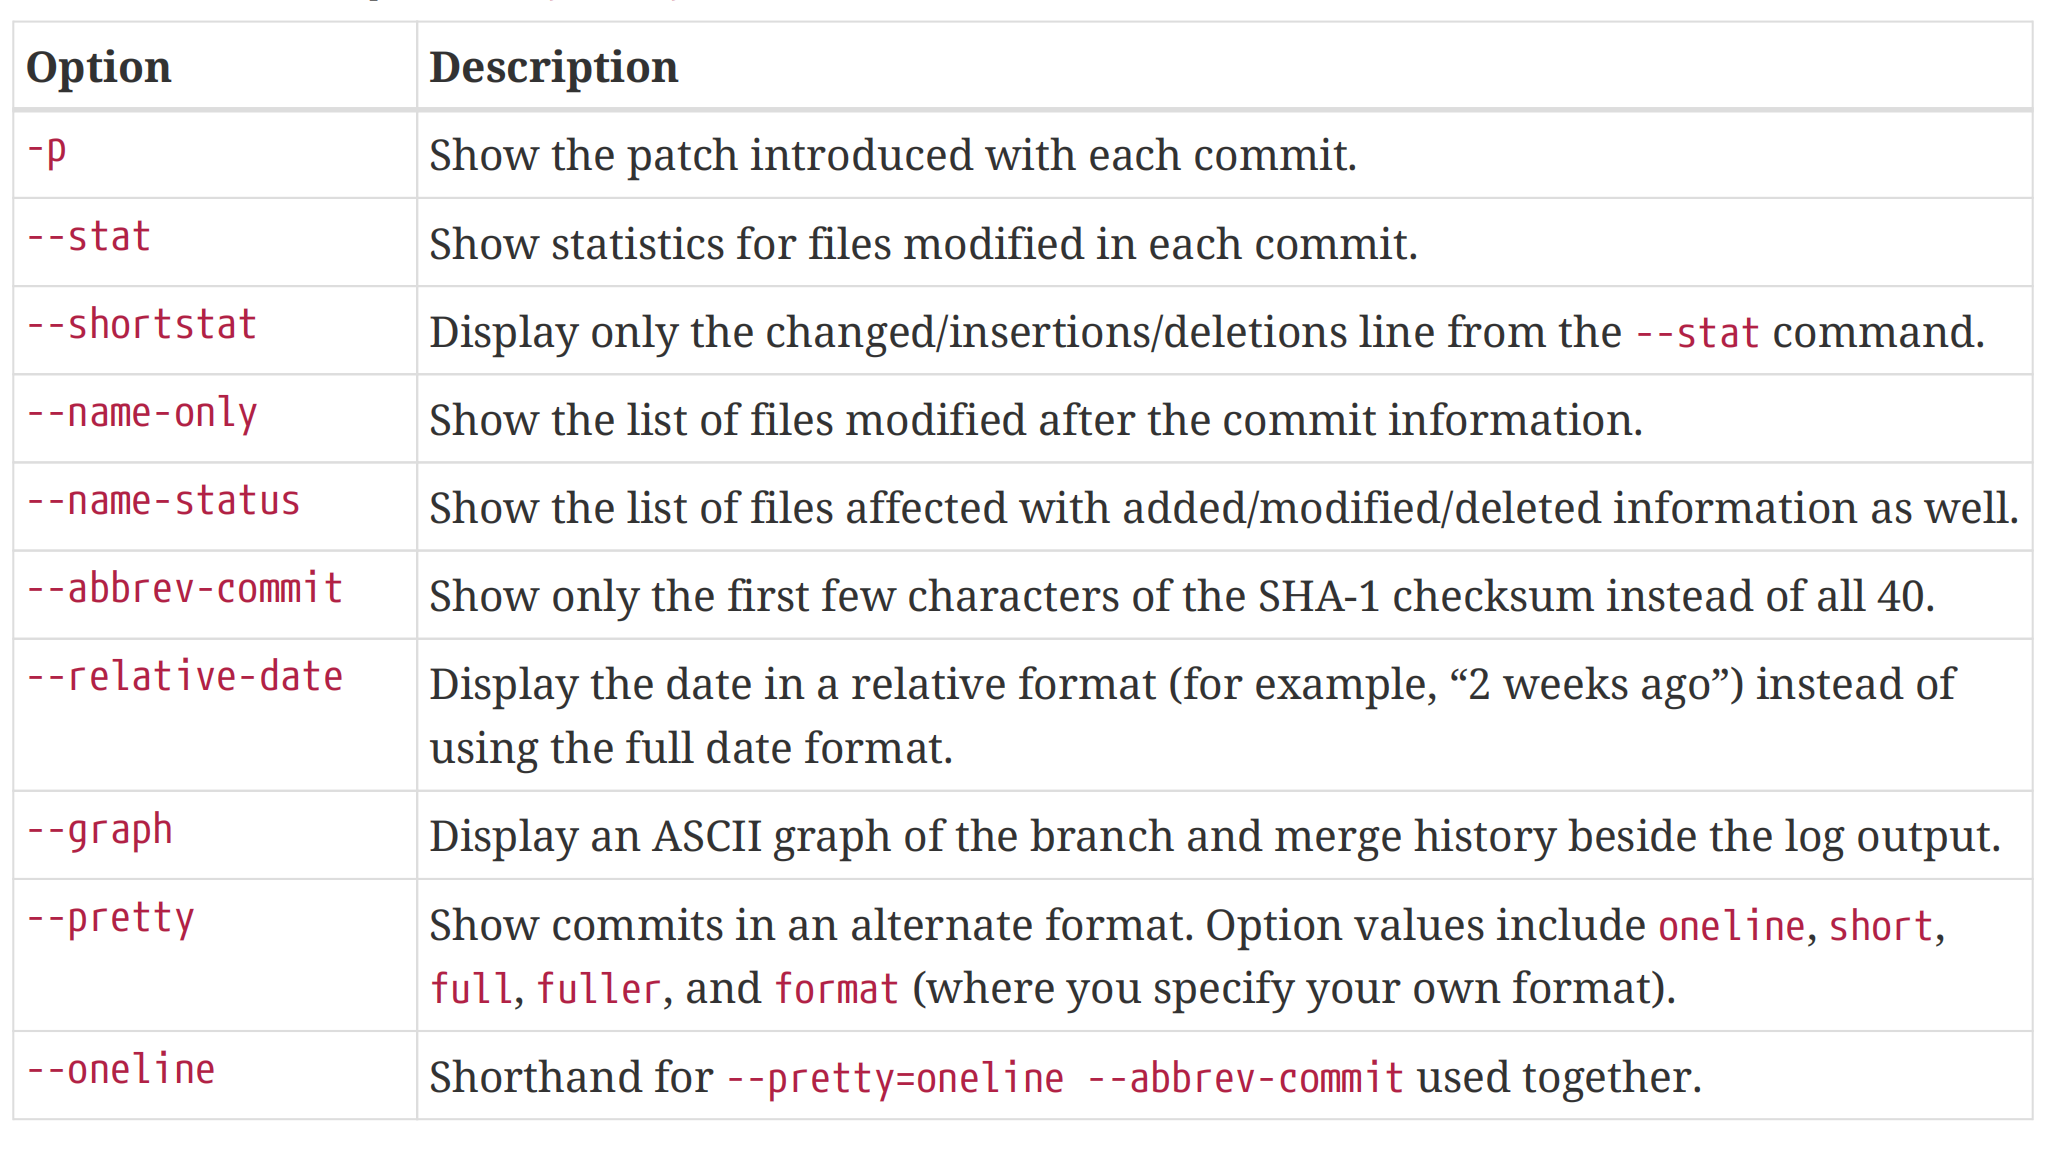 Option Description
-p Show the patch introduced with each commit.
--stat Show statistics for files modified in each commit.
--shortstat Display only the changed/insertions/deletions line from the --stat command.
--name-only Show the list of files modified after the commit information.
--name-status Show the list of files affected with added/modified/deleted information as well.
--abbrev-commit Show only the first few characters of the SHA-1 checksum instead of all 40.
--relative-date Display the date in a relative format (for example, “2 weeks ago”) instead of
using the full date format.
--graph Display an ASCII graph of the branch and merge history beside the log output.
--pretty Show commits in an alternate format. Option values include oneline, short,
full, fuller, and format (where you specify your own format).
--oneline Shorthand for --pretty=oneline --abbrev-commit used together.